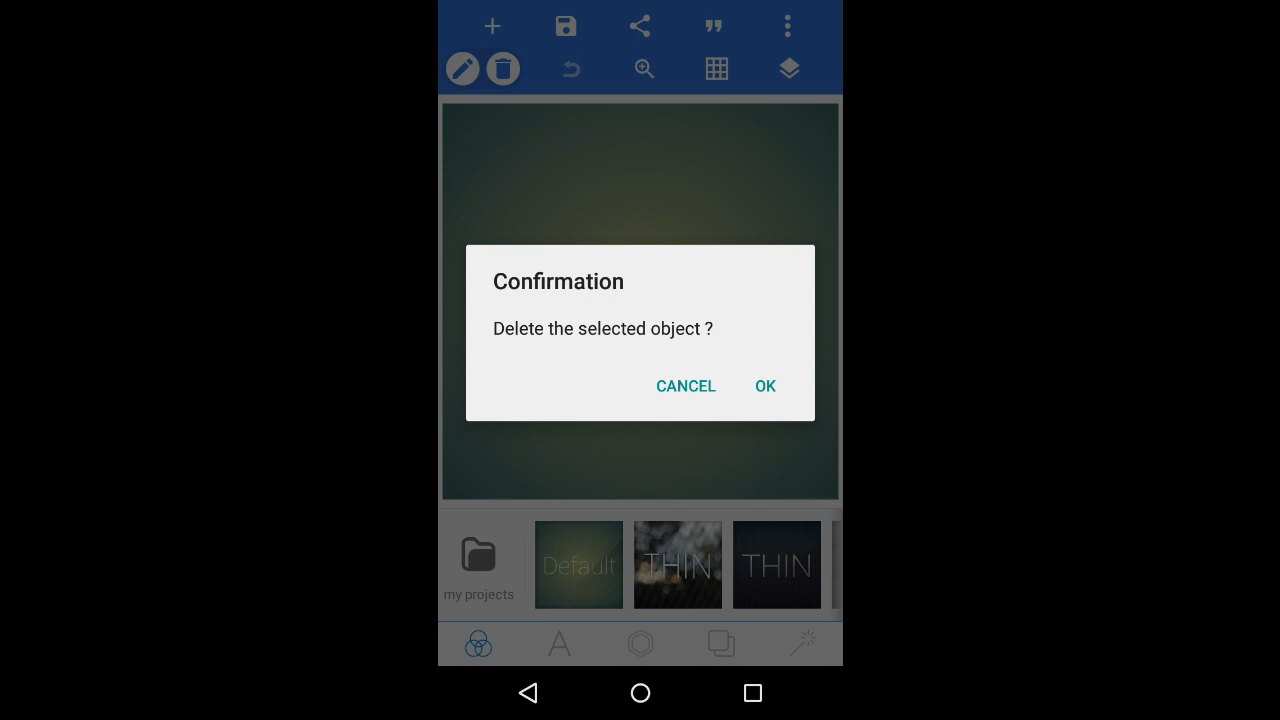 Confirmation
Delete the selected object ?
CANCEL OK
my projects
Default
THIN
THIN